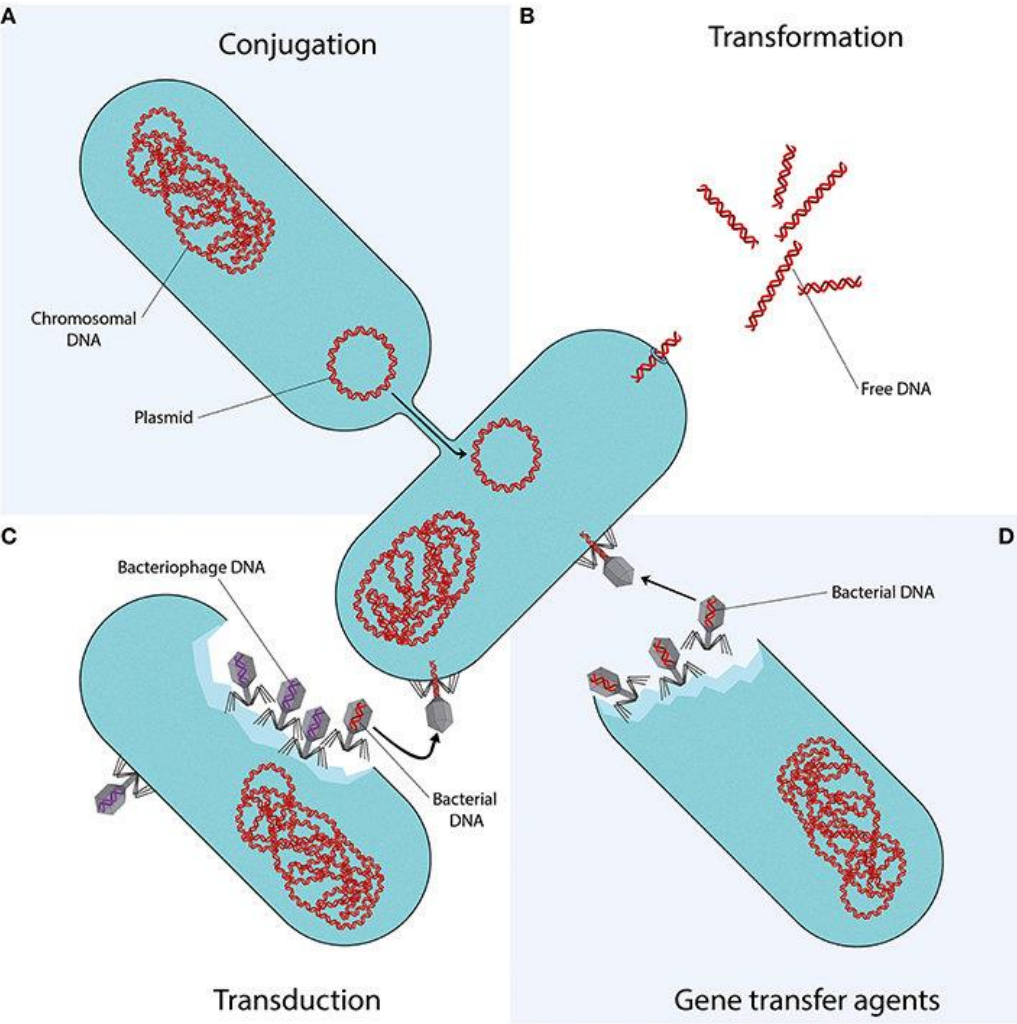 A
Conjugation
Chromosomal
DNA
Plasmid
B
Transformation
Free DNA
C
Bacteriophage DNA
Bacterial
DNA
Transduction
D
Bacterial DNA
Gene transfer agents